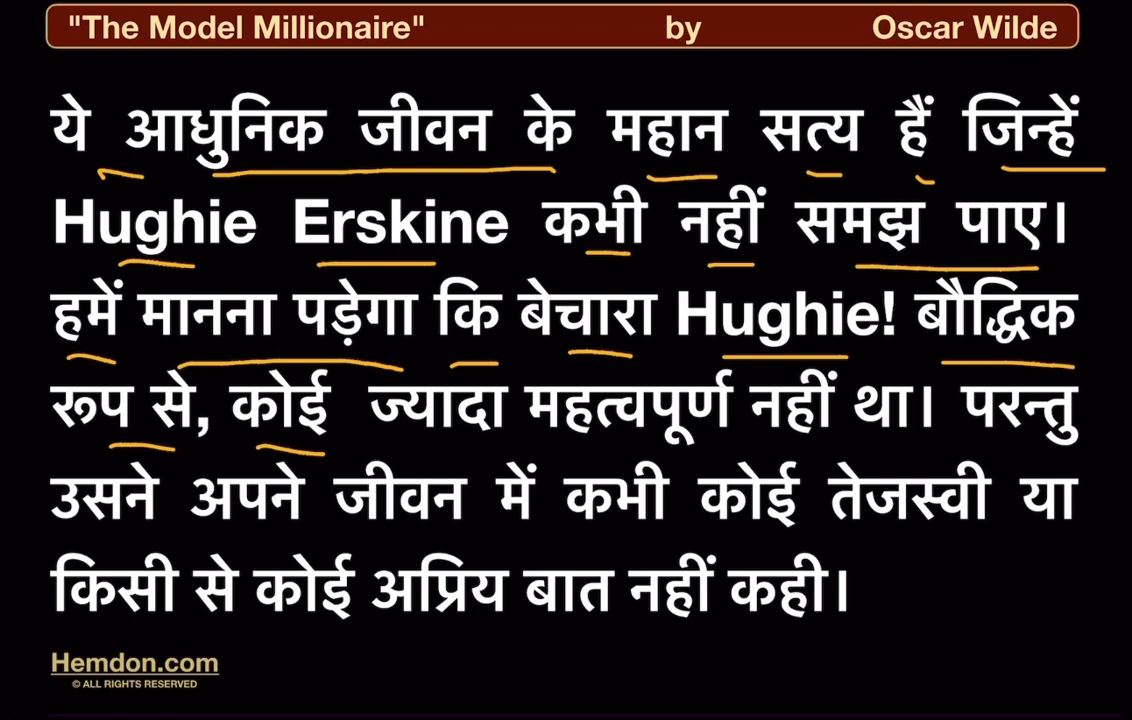 "The Model Millionaire" by Oscar Wilde
ये आधुनिक जीवन के महान सत्य हैं जिन्हें
Hughie Erskine कभी नहीं समझ पाए।
हमें मानना पड़ेगा कि बेचारा Hughie! बौद्धिक
रूप से, कोई ज्यादा महत्वपूर्ण नहीं था। परन्तु
उसने अपने जीवन में कभी कोई तेजस्वी या
किसी से कोई अप्रिय बात नहीं कही।
Hemdon.com
© ALL RIGHTS RESERVED